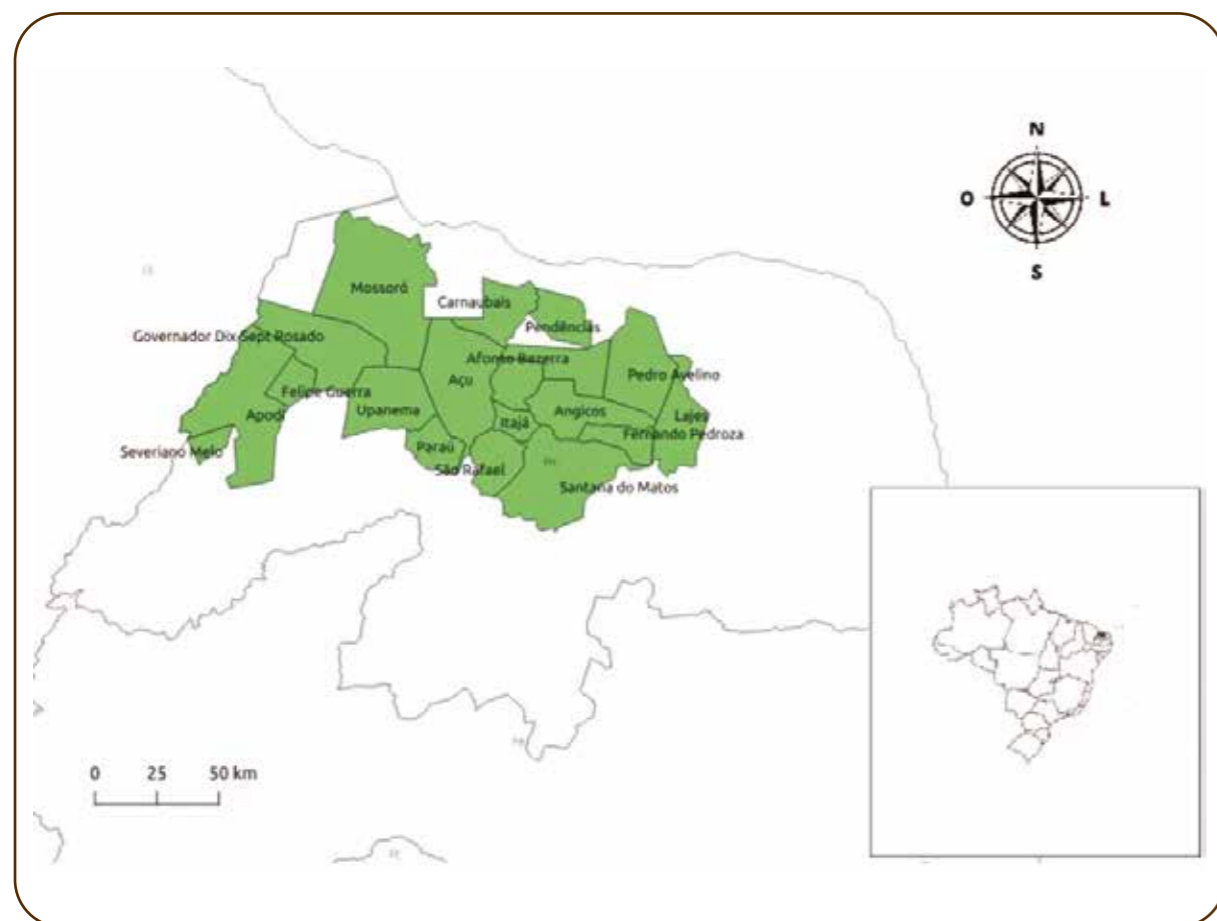 N
O L
S
Mossoró
Carnaubais
Pendências
Governador Dix-Sept Rosado
Afonso Bezerra
Pedro Avelino
Açu
Felipe Guerra
Upanema
Angicos
Lajes
Apodi
Itajá
Fernando Pedroza
Paraú
Severiano Melo
São Rafael
RN
Santana do Matos
0 25 50 km